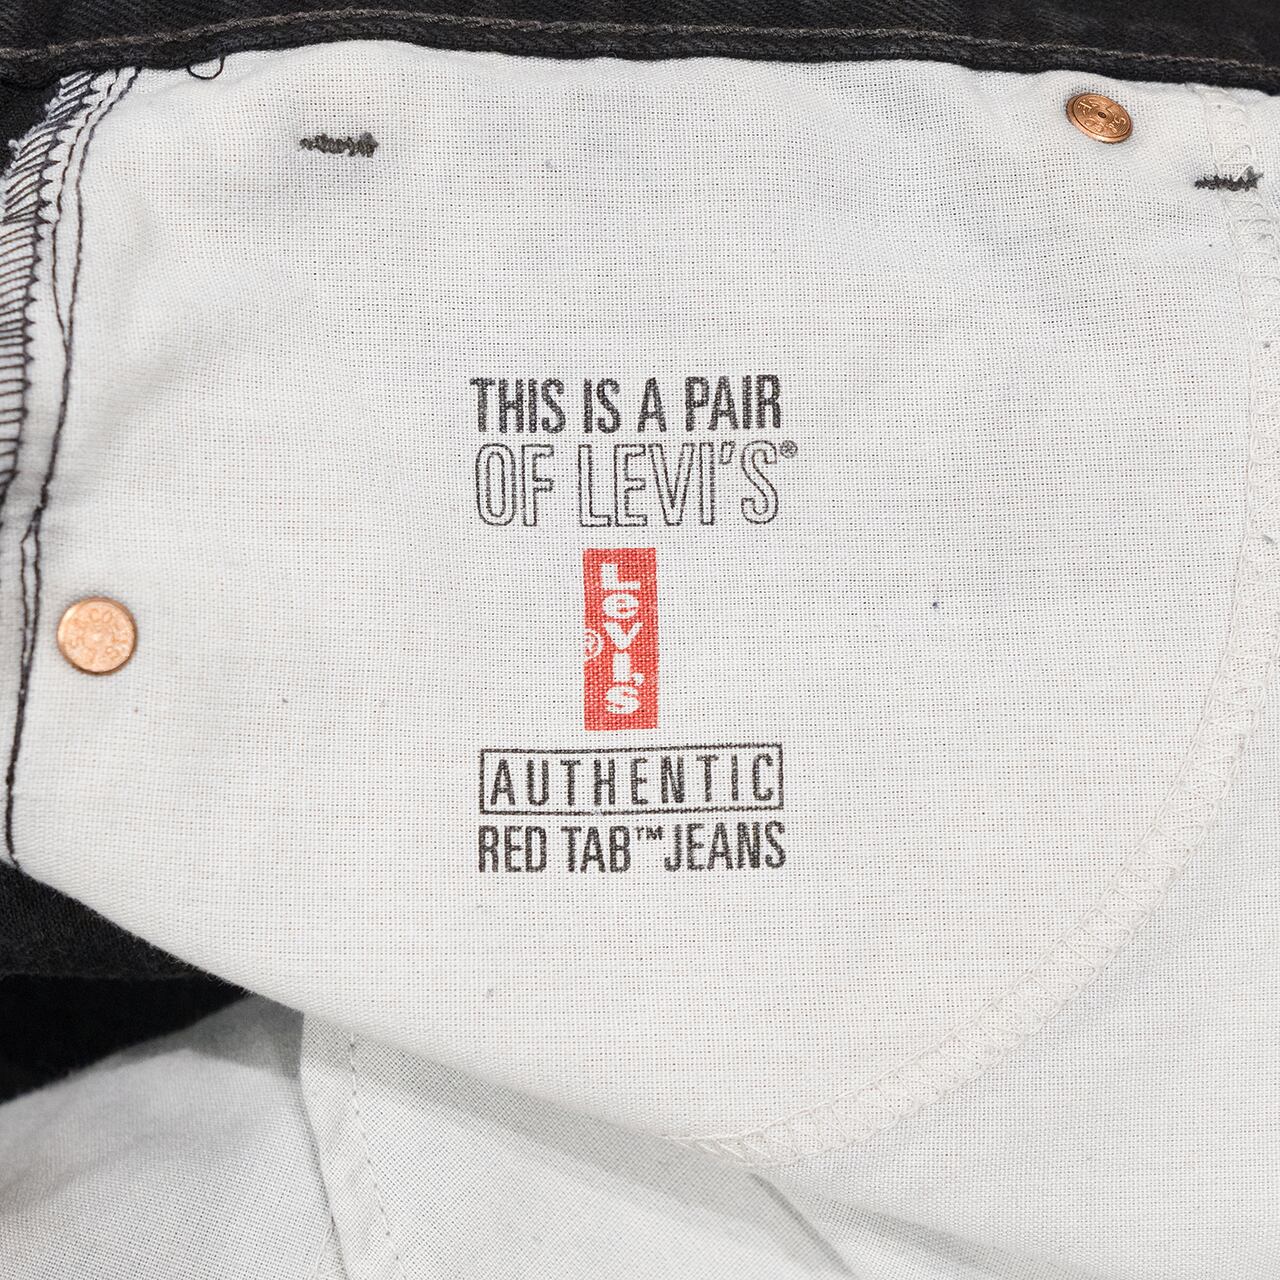 THIS IS A PAIR
OF LEVI'S®
LevI's
®
AUTHENTIC
RED TAB™ JEANS